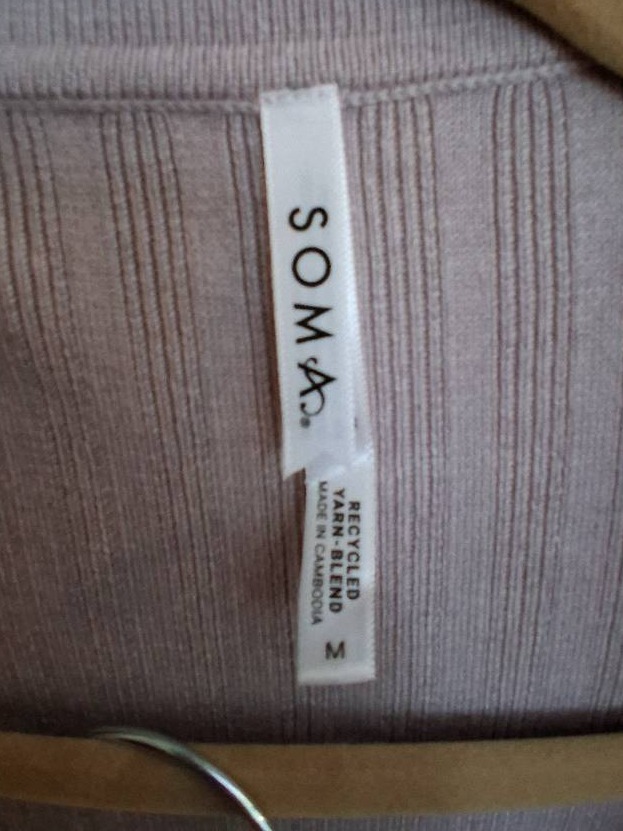 SOMA®
RECYCLED
YARN-BLEND
MADE IN CAMBODIA
M